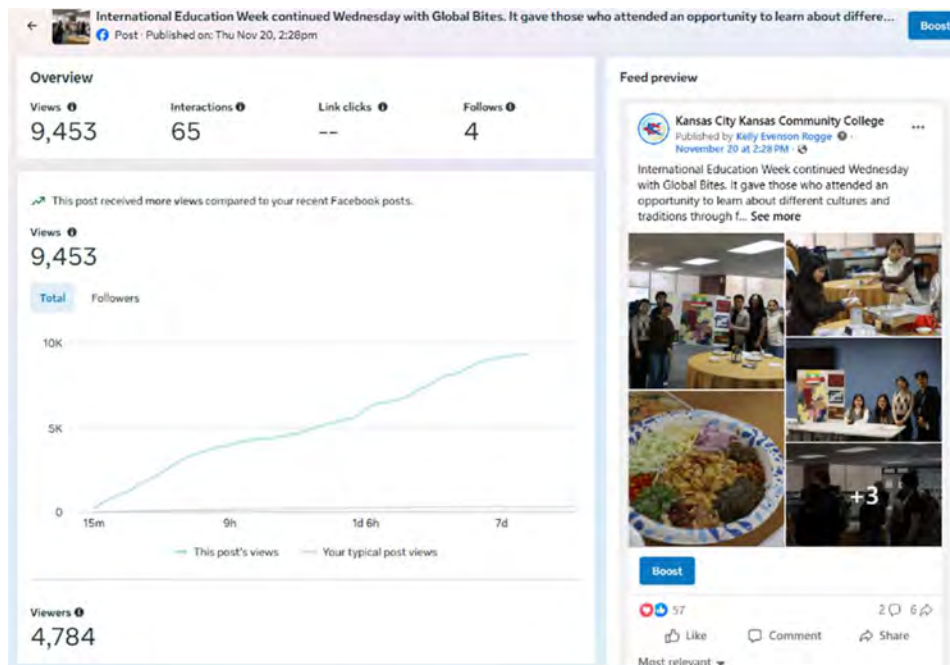 International Education Week continued Wednesday with Global Bites. It gave those who attended an opportunity to learn about differe...
Post · Published on: Thu Nov 20, 2:28pm
Boost
Overview
Views
Interactions
Link clicks
Follows
9,453
65
--
4
This post received more views compared to your recent Facebook posts.
Views
9,453
Total
Followers
10K
5K
0
15m
9h
1d 6h
7d
This post's views
Your typical post views
Viewers
4,784
Feed preview
Kansas City Kansas Community College
Published by Kelly Evenson Rogge
November 20 at 2:28 PM ·
International Education Week continued Wednesday
with Global Bites. It gave those who attended an
opportunity to learn about different cultures and
traditions through f... See more
+3
Boost
57
2
6
Like
Comment
Share
Most relevant